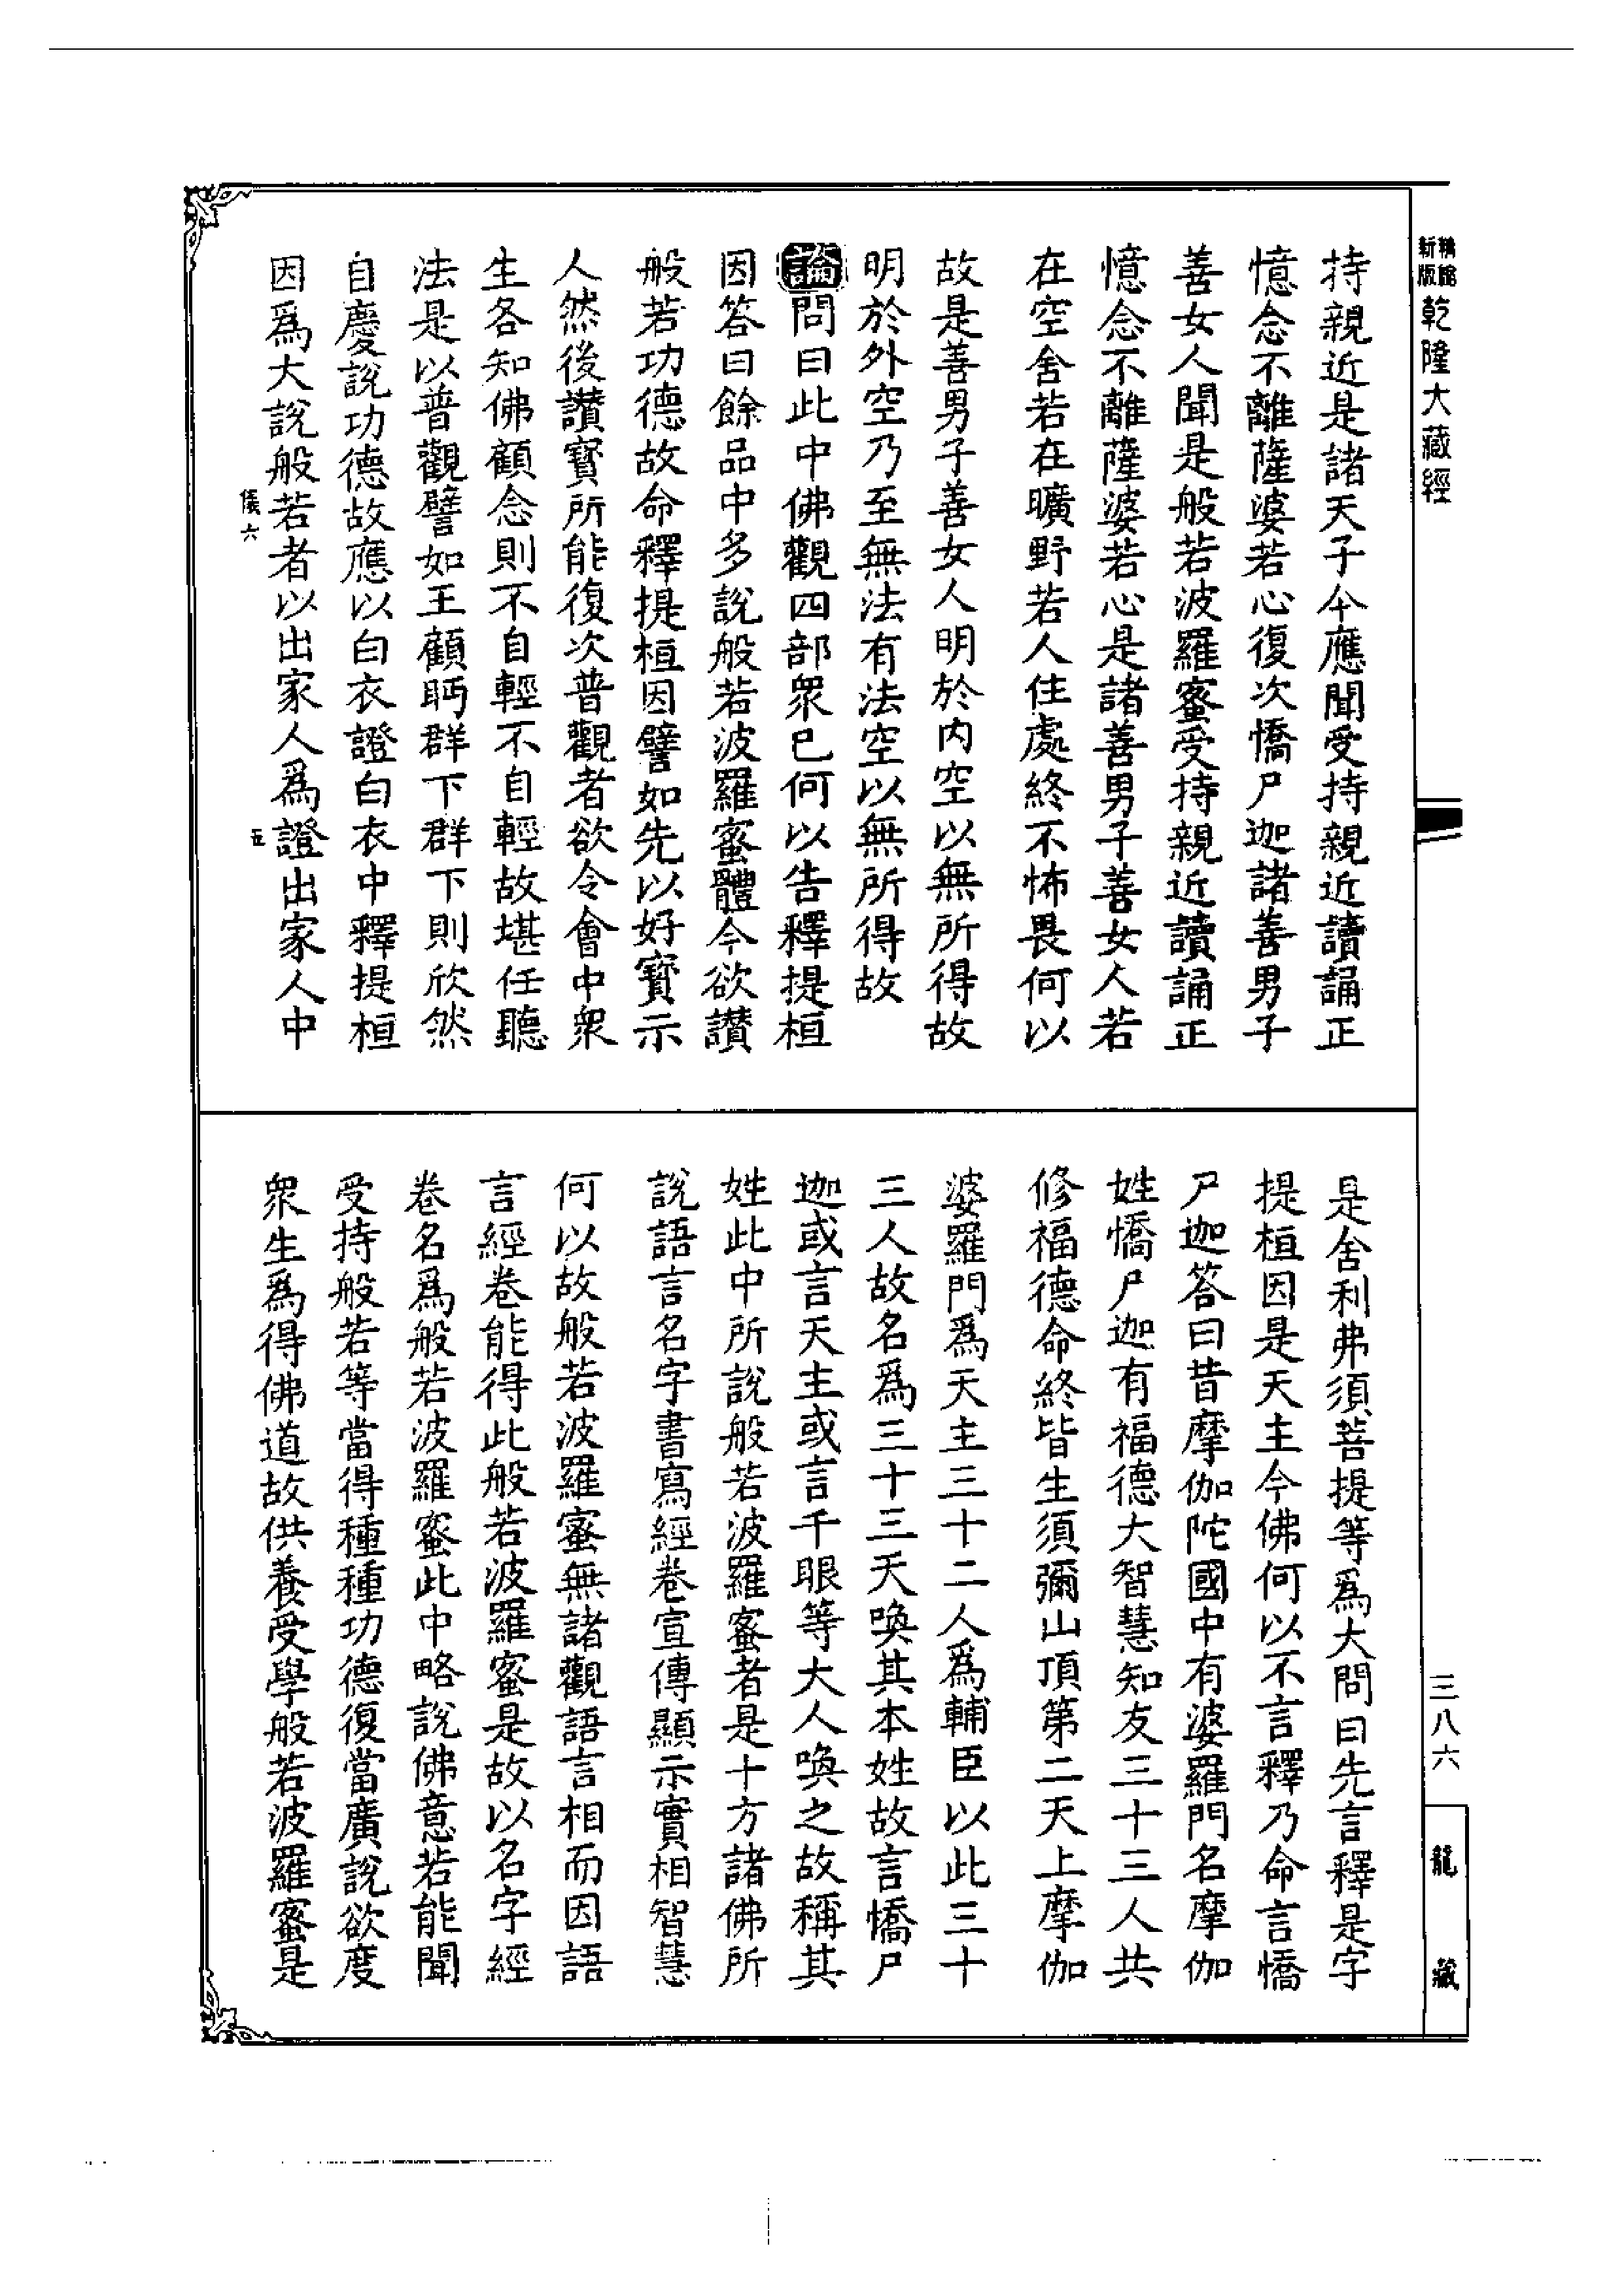 精館
新版
乾隆大藏經
持親近是諸天子今應聞受持親近讀誦正
憶念不離薩婆若心復次憍尸迦諸善男子
善女人聞是般若波羅蜜受持親近讀誦正
憶念不離薩婆若心是諸善男子善女人若
在空舍若在曠野若人住處終不怖畏何以
故是善男子善女人明於内空以無所得故
明於外空乃至無法有法空以無所得故
論問曰此中佛觀四部眾已何以告釋提桓
因答曰餘品中多說般若波羅蜜體今欲讚
般若功德故命釋提桓因譬如先以好寶示
人然後讚寶所能復次普觀者欲令會中眾
生各知佛顧念則不自輕不自輕故堪任聽
法是以普觀譬如王顧眄群下群下則欣然
自慶說功德故應以白衣證白衣中釋提桓
因爲大說般若者以出家人爲證出家人中
儀六
五
是舍利弗須菩提等爲大問曰先言釋是字
提桓因是天主今佛何以不言釋乃命言憍
尸迦答曰昔摩伽陀國中有婆羅門名摩伽
姓憍尸迦有福德大智慧知友三十三人共
修福德命終皆生須彌山頂第二天上摩伽
婆羅門爲天主三十二人爲輔臣以此三十
三人故名爲三十三天喚其本姓故言憍尸
迦或言天主或言千眼等大人喚之故稱其
姓此中所說般若波羅蜜者是十方諸佛所
說語言名字書寫經卷宣傳顯示實相智慧
何以故般若波羅蜜無諸觀語言相而因語
言經卷能得此般若波羅蜜是故以名字經
卷名爲般若波羅蜜此中略說佛意若能聞
受持般若等當得種種功德復當廣說欲度
眾生爲得佛道故供養受學般若波羅蜜是
三八六
龍藏